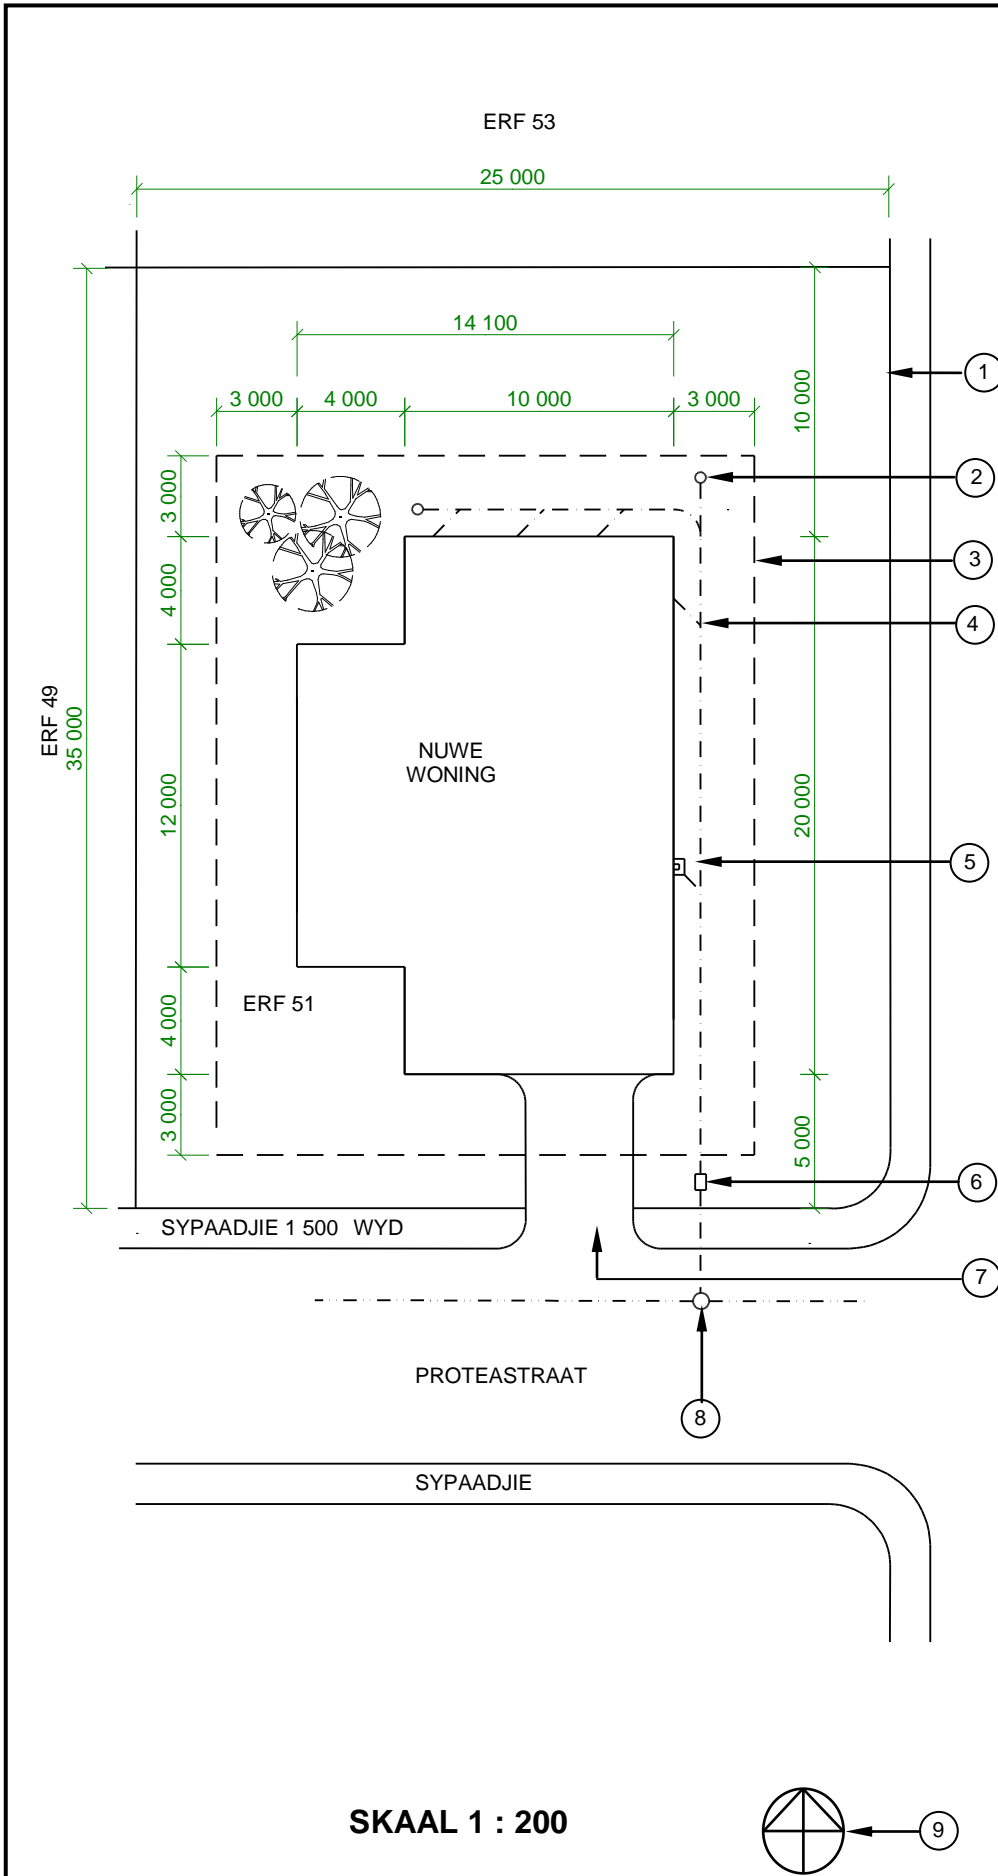 ERF 53
25 000
14 100
3 000
4 000
10 000
3 000
10 000
1
2
3 000
3
4 000
4
ERF 49
35 000
NUWE
WONING
12 000
20 000
5
ERF 51
4 000
3 000
5 000
6
SYPAADJIE 1 500 WYD
7
PROTEASTRAAT
8
SYPAADJIE
SKAAL 1 : 200
9